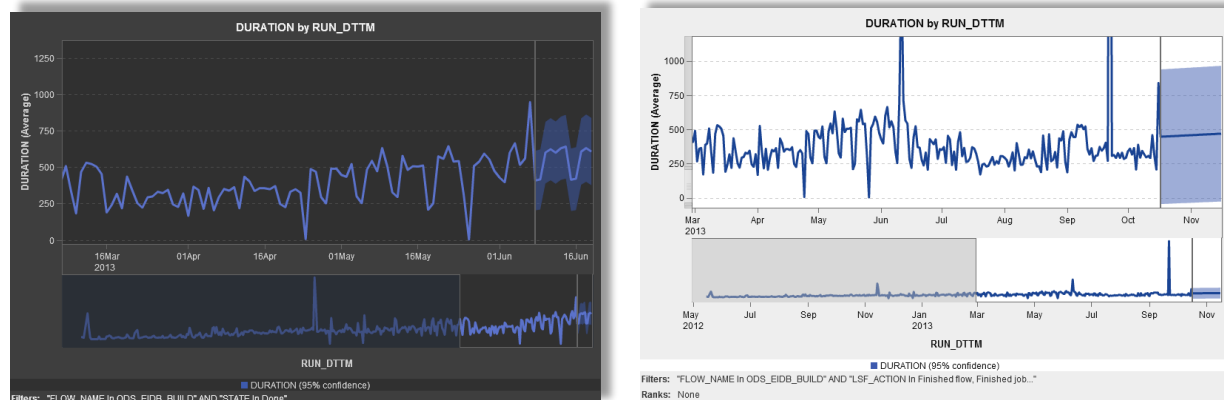 DURATION by RUN_DTTM
DURATION (Average)
1250
1000
750
500
250
0
16Mar
2013
01Apr
16Apr
01May
16May
01Jun
16Jun
RUN_DTTM
DURATION (95% confidence)
Filters: "FLOW_NAME In ODS_EIDB_BUILD" AND "STATE In Done"
DURATION by RUN_DTTM
DURATION (Average)
1000
750
500
250
0
Mar
2013
Apr
May
Jun
Jul
Aug
Sep
Oct
Nov
May
2012
Jul
Sep
Nov
Jan
2013
Mar
May
Jul
Sep
Nov
RUN_DTTM
DURATION (95% confidence)
Filters: "FLOW_NAME In ODS_EIDB_BUILD" AND "LSF_ACTION In Finished flow, Finished job..."
Ranks: None